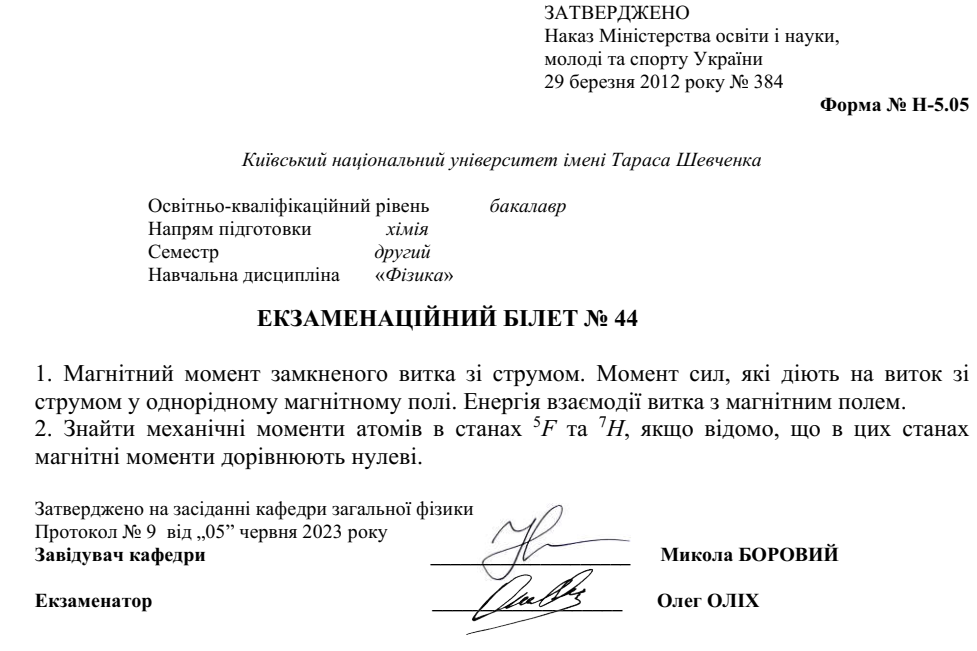 ЗАТВЕРДЖЕНО
Наказ Міністерства освіти і науки,
молоді та спорту України
29 березня 2012 року № 384
Форма № Н-5.05
Київський національний університет імені Тараса Шевченка
Освітньо-кваліфікаційний рівень бакалавр
Напрям підготовки хімія
Семестр другий
Навчальна дисципліна «Фізика»
ЕКЗАМЕНАЦІЙНИЙ БІЛЕТ № 44
1. Магнітний момент замкненого витка зі струмом. Момент сил, які діють на виток зі
струмом у однорідному магнітному полі. Енергія взаємодії витка з магнітним полем.
2. Знайти механічні моменти атомів в станах ⁵F та ⁷H, якщо відомо, що в цих станах
магнітні моменти дорівнюють нулеві.
Затверджено на засіданні кафедри загальної фізики
Протокол № 9 від „05” червня 2023 року
Завідувач кафедри Микола БОРОВИЙ
Екзаменатор Олег ОЛІХ